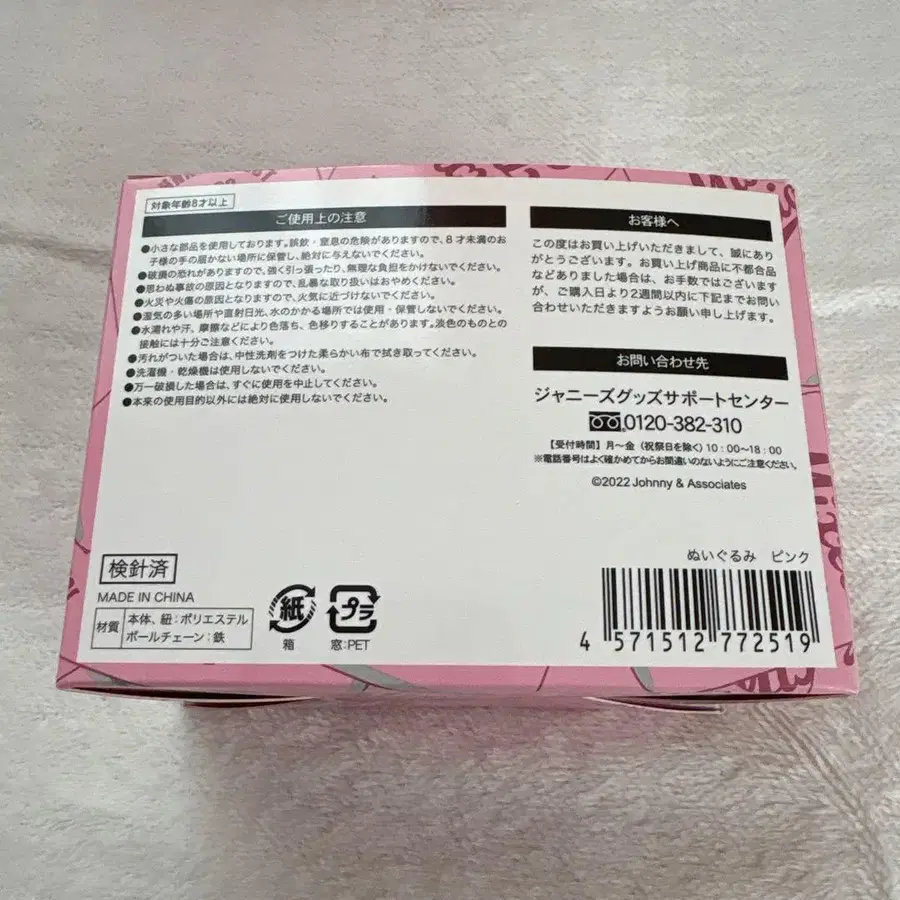 対象年齢8才以上
ご使用上の注意
●小さな部品を使用しております。誤飲・窒息の危険がありますので、8才未満のお
子様の手の届かない場所に保管し、絶対に与えないでください。
●破損の恐れがありますので、強く引っ張ったり、無理な負担をかけないでください。
●思わぬ事故の原因となりますので、乱暴な取り扱いはおやめください。
●火災や火傷の原因となりますので、火気に近づけないでください。
●湿気の多い場所や直射日光、水のかかる場所では使用・保管しないでください。
●水濡れや汗、摩擦などにより色落ち、色移りすることがあります。淡色のものとの
接触には十分ご注意ください。
●汚れがついた場合は、中性洗剤をつけた柔らかい布で拭き取ってください。
●洗濯機・乾燥機は使用しないでください。
●万一破損した場合は、すぐに使用を中止してください。
●本来の使用目的以外には絶対に使用しないでください。
お客様へ
この度はお買い上げいただきまして、誠にあり
がとうございます。お買い上げ商品に不都合品
などありました場合は、お手数ではございます
が、ご購入日より2週間以内に下記までお問い
合わせいただきますようお願い申し上げます。
お問い合わせ先
ジャニーズグッズサポートセンター
0120-382-310
【受付時間】月〜金（祝祭日を除く）10：00〜18：00
※電話番号はよく確かめてからお間違いのないようにご注意ください。
©2022 Johnny & Associates
検針済
MADE IN CHINA
材質
本体、紐：ポリエステル
ボールチェーン：鉄
紙
箱
プラ
窓：PET
ぬいぐるみ ピンク
4 571512 772519